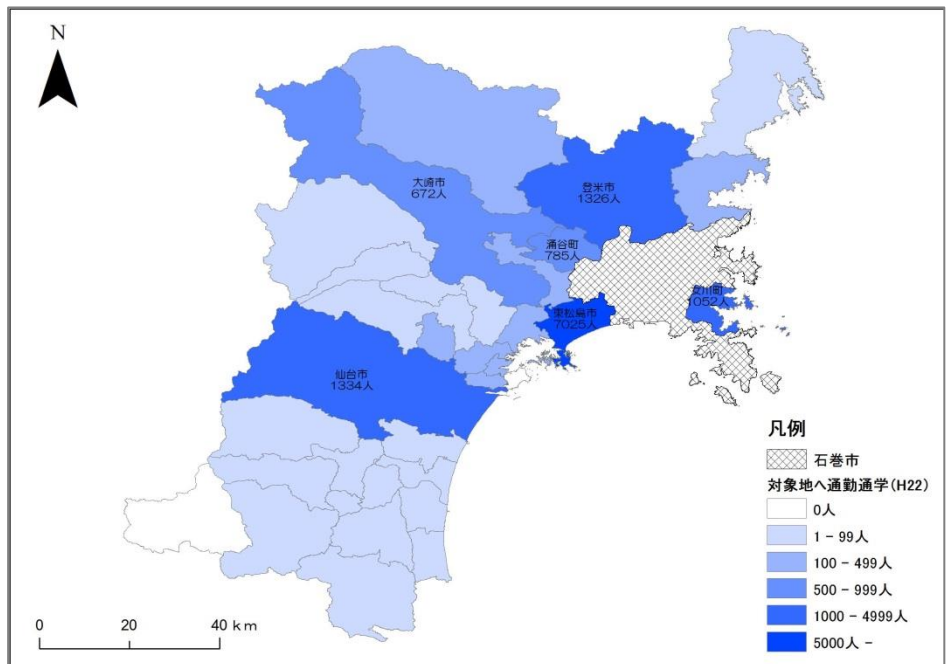 N
大崎市
672人
登米市
1326人
涌谷町
785人
女川町
1052人
東松島市
7025人
仙台市
1334人
凡例
石巻市
対象地へ通勤通学(H22)
0人
1 - 99人
100 - 499人
500 - 999人
1000 - 4999人
5000人 -
0 20 40 km